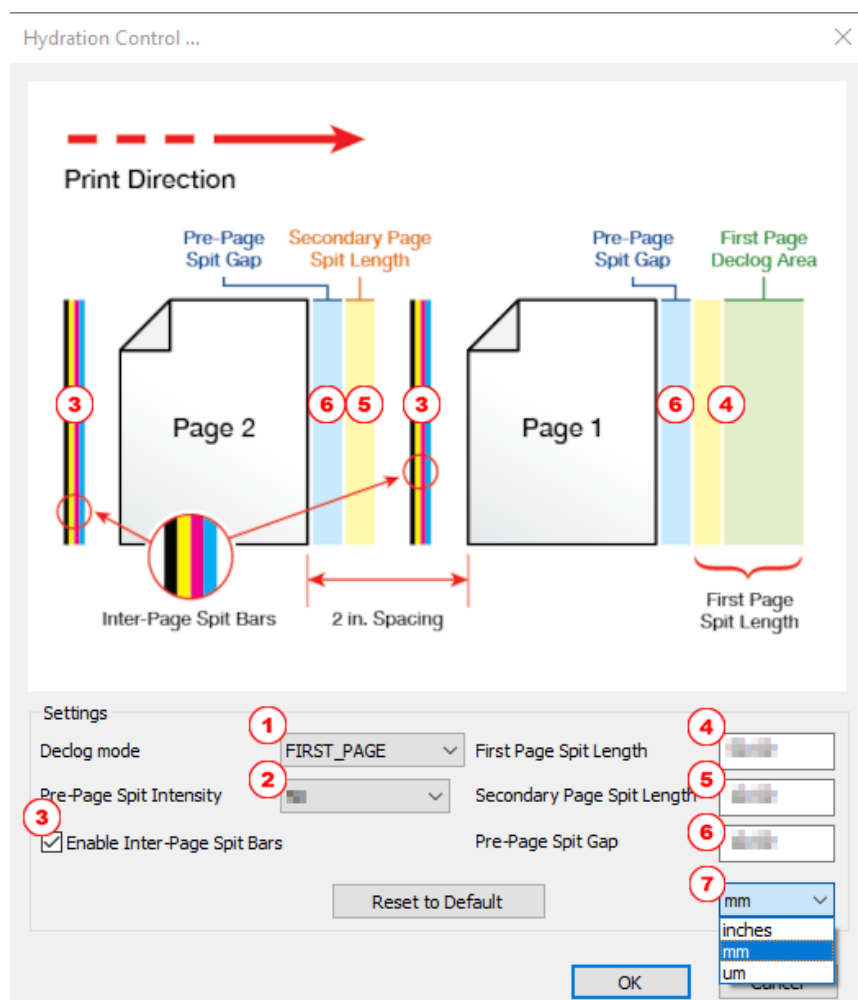 Hydration Control ...
Print Direction
Pre-Page Spit Gap
Secondary Page Spit Length
Pre-Page Spit Gap
First Page Declog Area
3
Page 2
6
5
3
Page 1
6
4
Inter-Page Spit Bars
2 in. Spacing
First Page Spit Length
Settings
1
Declog mode
FIRST_PAGE
4
First Page Spit Length
2
Pre-Page Spit Intensity
5
Secondary Page Spit Length
3
Enable Inter-Page Spit Bars
6
Pre-Page Spit Gap
7
Reset to Default
mm
inches
mm
um
OK
Cancel